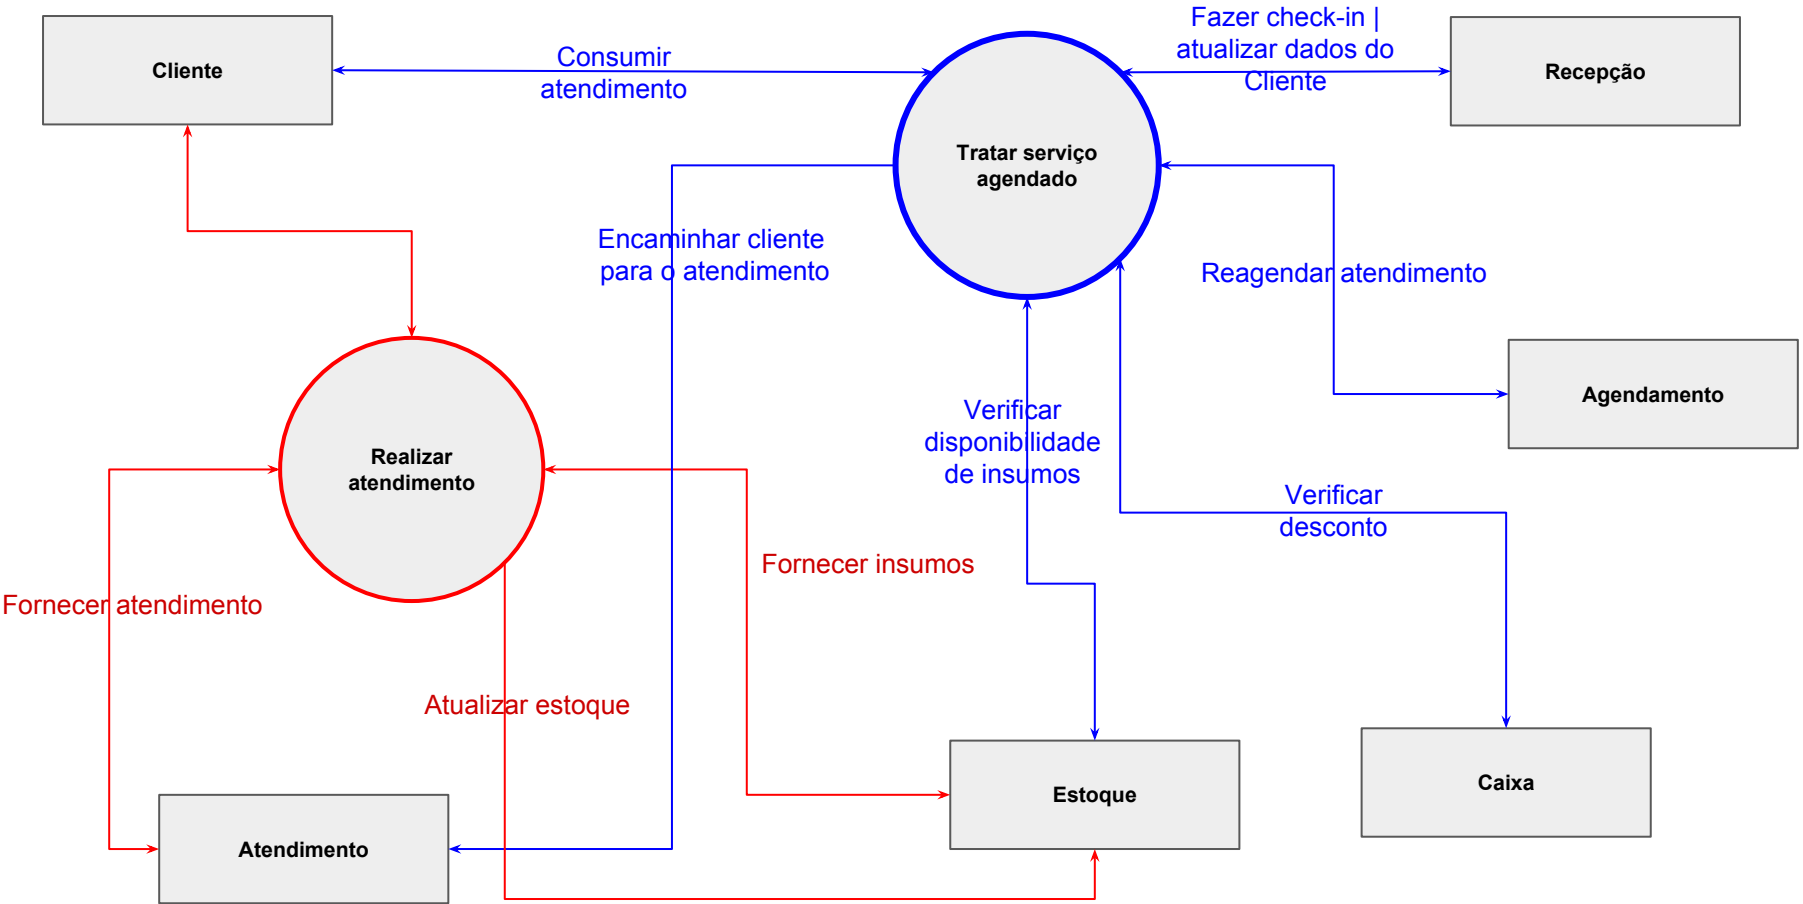 Fazer check-in |
atualizar dados do
Cliente
Cliente
Consumir
atendimento
Recepção
Tratar serviço
agendado
Encaminhar cliente
para o atendimento
Reagendar atendimento
Agendamento
Verificar
disponibilidade
de insumos
Realizar
atendimento
Verificar
desconto
Fornecer insumos
Fornecer atendimento
Atualizar estoque
Estoque
Caixa
Atendimento